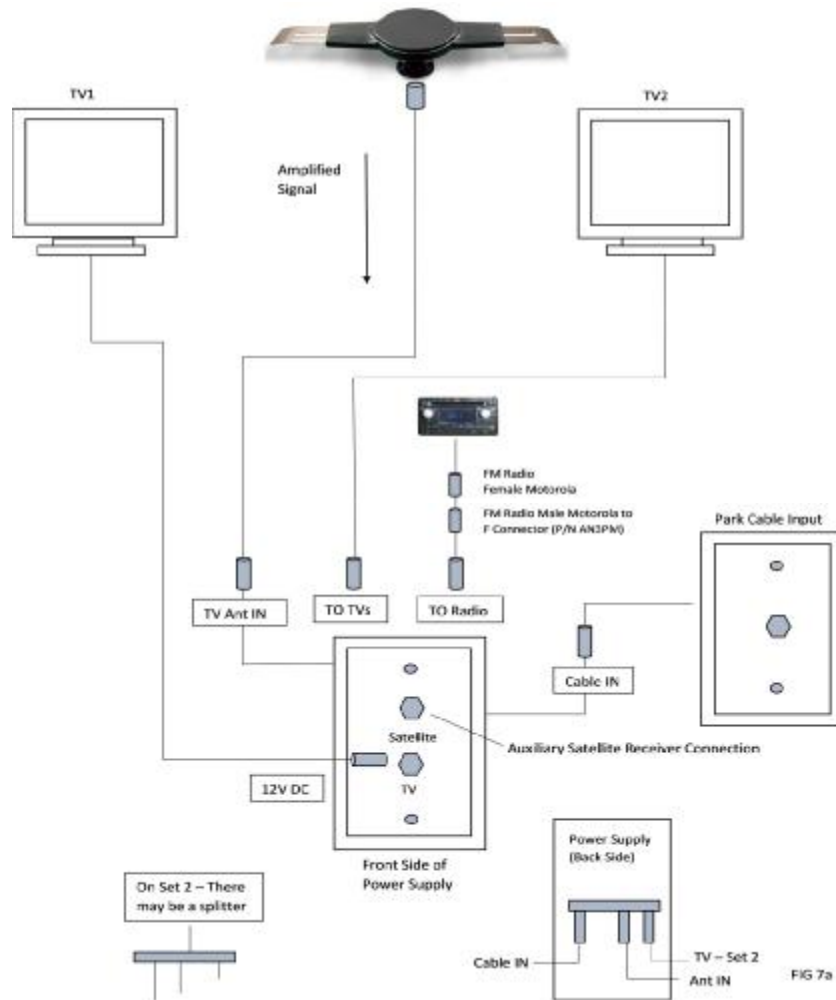 TV1
TV2
Amplified
Signal
FM Radio
Female Motorola
FM Radio Male Motorola to
F Connector (P/N AN3PM)
Park Cable Input
TV Ant IN
TO TVs
TO Radio
Cable IN
Satellite
Auxiliary Satellite Receiver Connection
12V DC
TV
Front Side of
Power Supply
Power Supply
(Back Side)
On Set 2 – There
may be a splitter
Cable IN
TV – Set 2
Ant IN
FIG 7a